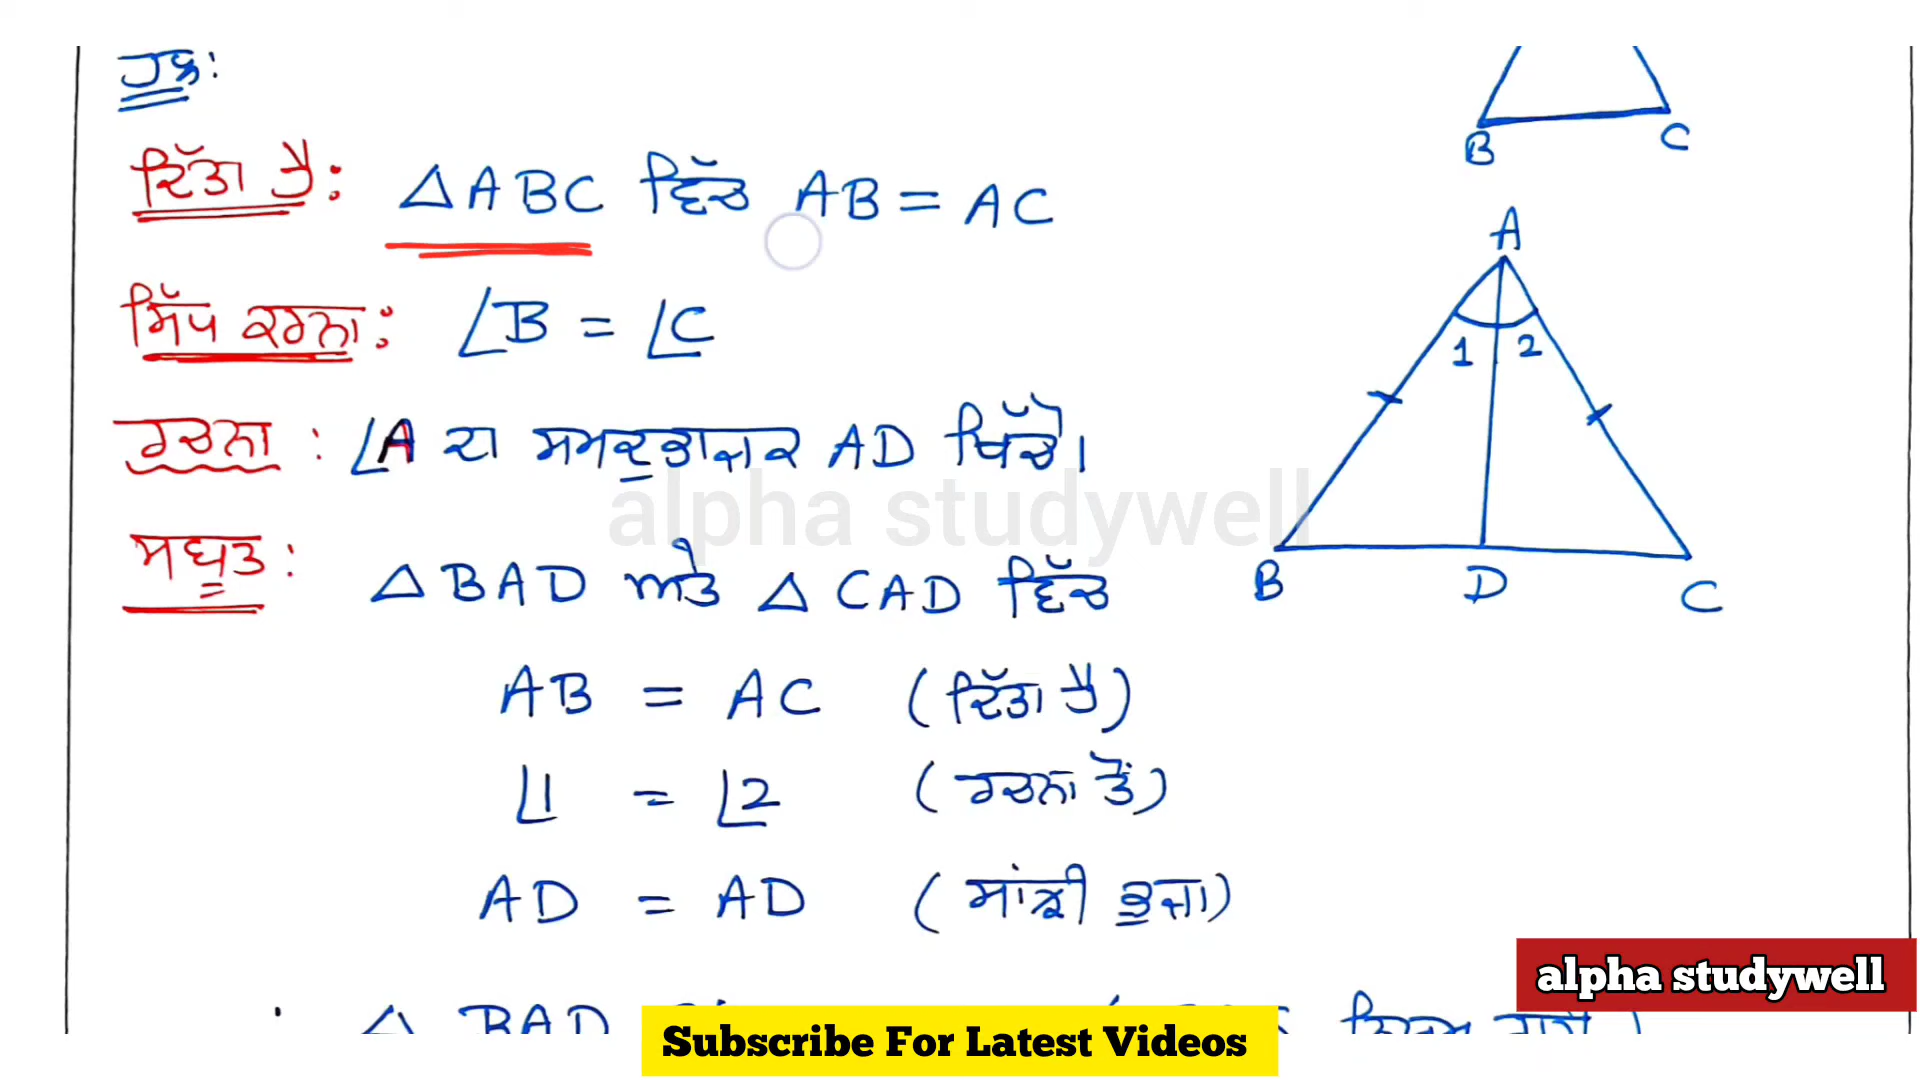 ਹੱਲ:
B C
ਦਿੱਤਾ ਹੈ: △ABC ਵਿੱਚ AB = AC
ਸਿੱਧ ਕਰਨਾ: ∠B = ∠C
ਰਚਨਾ: ∠A ਦਾ ਸਮਦੁਭਾਜਕ AD ਖਿੱਚੋ।
ਸਬੂਤ: △BAD ਅਤੇ △CAD ਵਿੱਚ
AB = AC (ਦਿੱਤਾ ਹੈ)
∠1 = ∠2 (ਰਚਨਾ ਤੋਂ)
AD = AD (ਸਾਂਝੀ ਭੁਜਾ)
△ BAD
A
1 2
B D C
alpha studywell
alpha studywell
Subscribe For Latest Videos